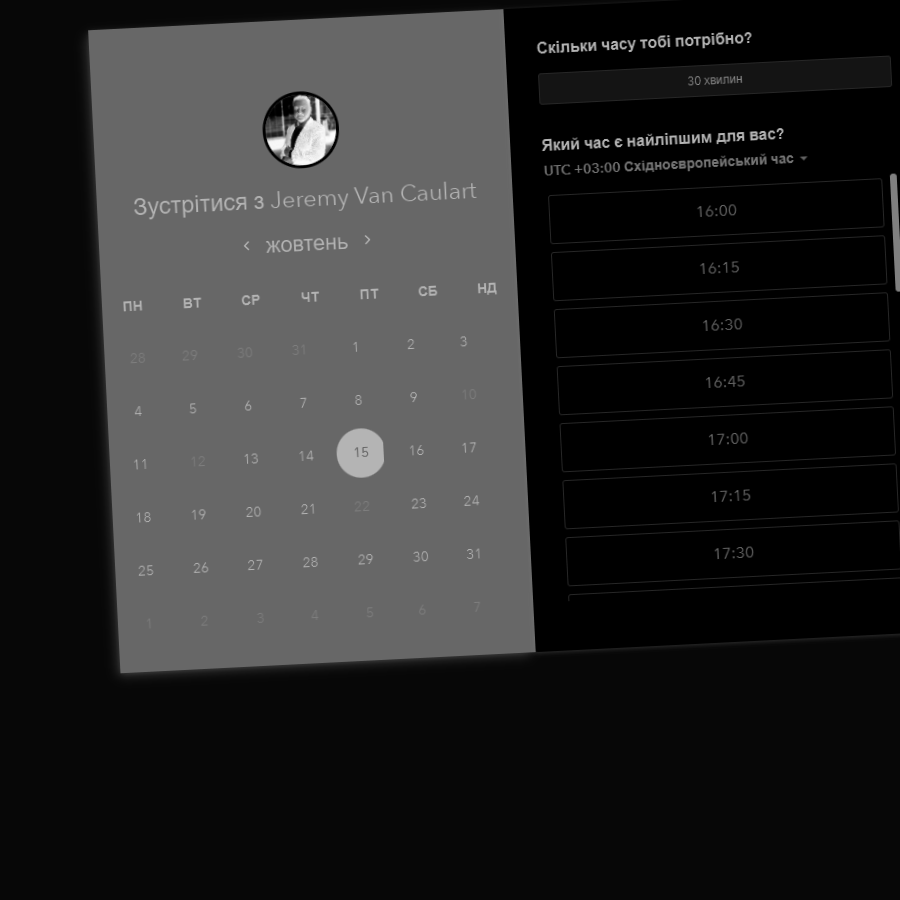 Зустрітися з Jeremy Van Caulart
жовтень
ПН ВТ СР ЧТ ПТ СБ НД
28 29 30 31 1 2 3
4 5 6 7 8 9 10
11 12 13 14 15 16 17
18 19 20 21 22 23 24
25 26 27 28 29 30 31
1 2 3 4 5 6 7
Скільки часу тобі потрібно?
30 хвилин
Який час є найліпшим для вас?
UTC +03:00 Східноєвропейський час
16:00
16:15
16:30
16:45
17:00
17:15
17:30